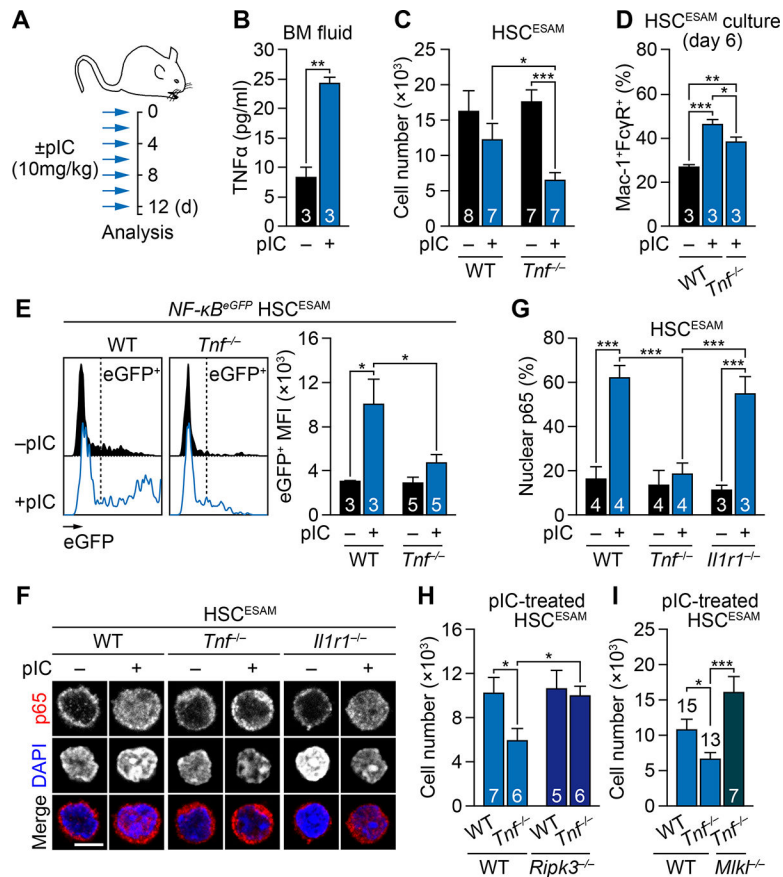 A
±pIC
(10mg/kg)
0
4
8
12 (d)
Analysis
B
BM fluid
TNFα (pg/ml)
30
25
20
15
10
5
0
**
3
3
pIC
–
+
C
HSC^ESAM
Cell number (×10³)
25
20
15
10
5
0
*
***
8
7
7
7
pIC
–
+
–
+
WT
Tnf–/–
D
HSC^ESAM culture
(day 6)
Mac-1⁺FcγR⁺ (%)
80
60
40
20
0
**
***
*
3
3
3
pIC
–
+
+
WT
Tnf–/–
E
NF-κB^eGFP HSC^ESAM
WT
Tnf–/–
eGFP⁺
eGFP⁺
–pIC
+pIC
eGFP
eGFP⁺ MFI (×10³)
16
12
8
4
0
*
*
3
3
5
5
pIC
–
+
–
+
WT
Tnf–/–
G
HSC^ESAM
Nuclear p65 (%)
80
60
40
20
0
***
***
***
***
4
4
4
4
3
3
pIC
–
+
–
+
–
+
WT
Tnf–/–
Il1r1–/–
F
HSC^ESAM
WT
Tnf–/–
Il1r1–/–
pIC
–
+
–
+
–
+
p65
DAPI
Merge
H
pIC-treated
HSC^ESAM
Cell number (×10³)
16
12
9
6
3
0
*
*
7
6
5
6
WT
Tnf–/–
WT
Tnf–/–
WT
Ripk3–/–
I
pIC-treated
HSC^ESAM
Cell number (×10³)
25
20
15
10
5
0
*
***
15
13
7
WT
Tnf–/–
Tnf–/–
WT
Mlkl–/–